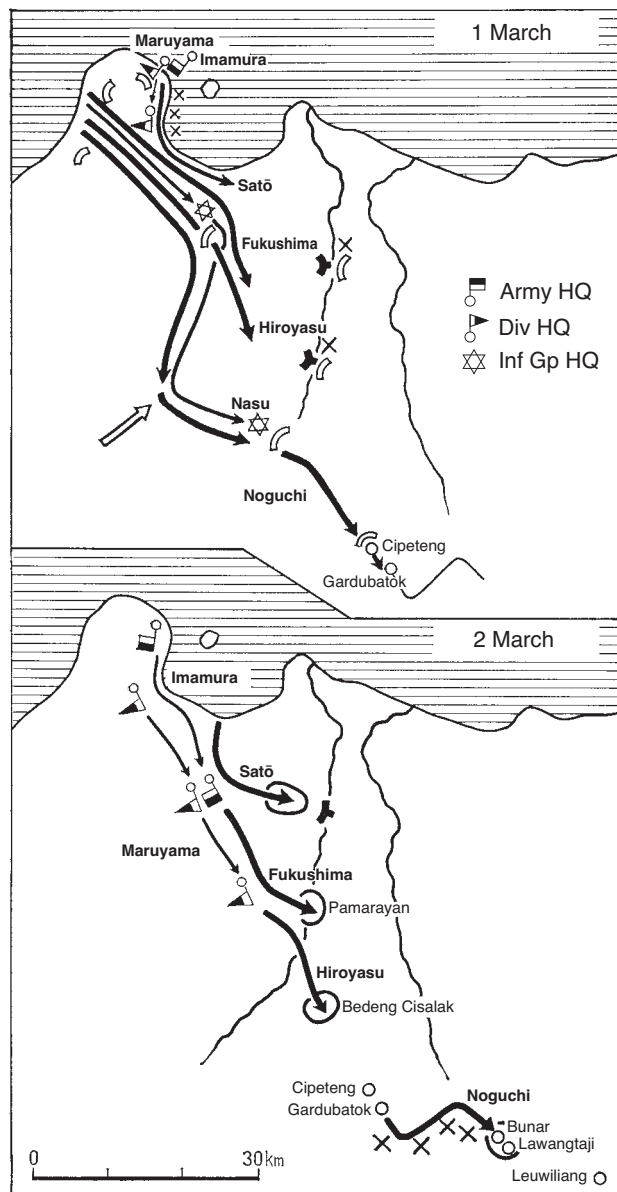 1 March
Maruyama
Imamura
Satō
Fukushima
Army HQ
Div HQ
Hiroyasu
Inf Gp HQ
Nasu
Noguchi
Cipeteng
Gardubatok
2 March
Imamura
Satō
Maruyama
Fukushima
Pamarayan
Hiroyasu
Bedeng Cisalak
Cipeteng
Noguchi
Gardubatok
Bunar
Lawangtaji
0 30km
Leuwiliang